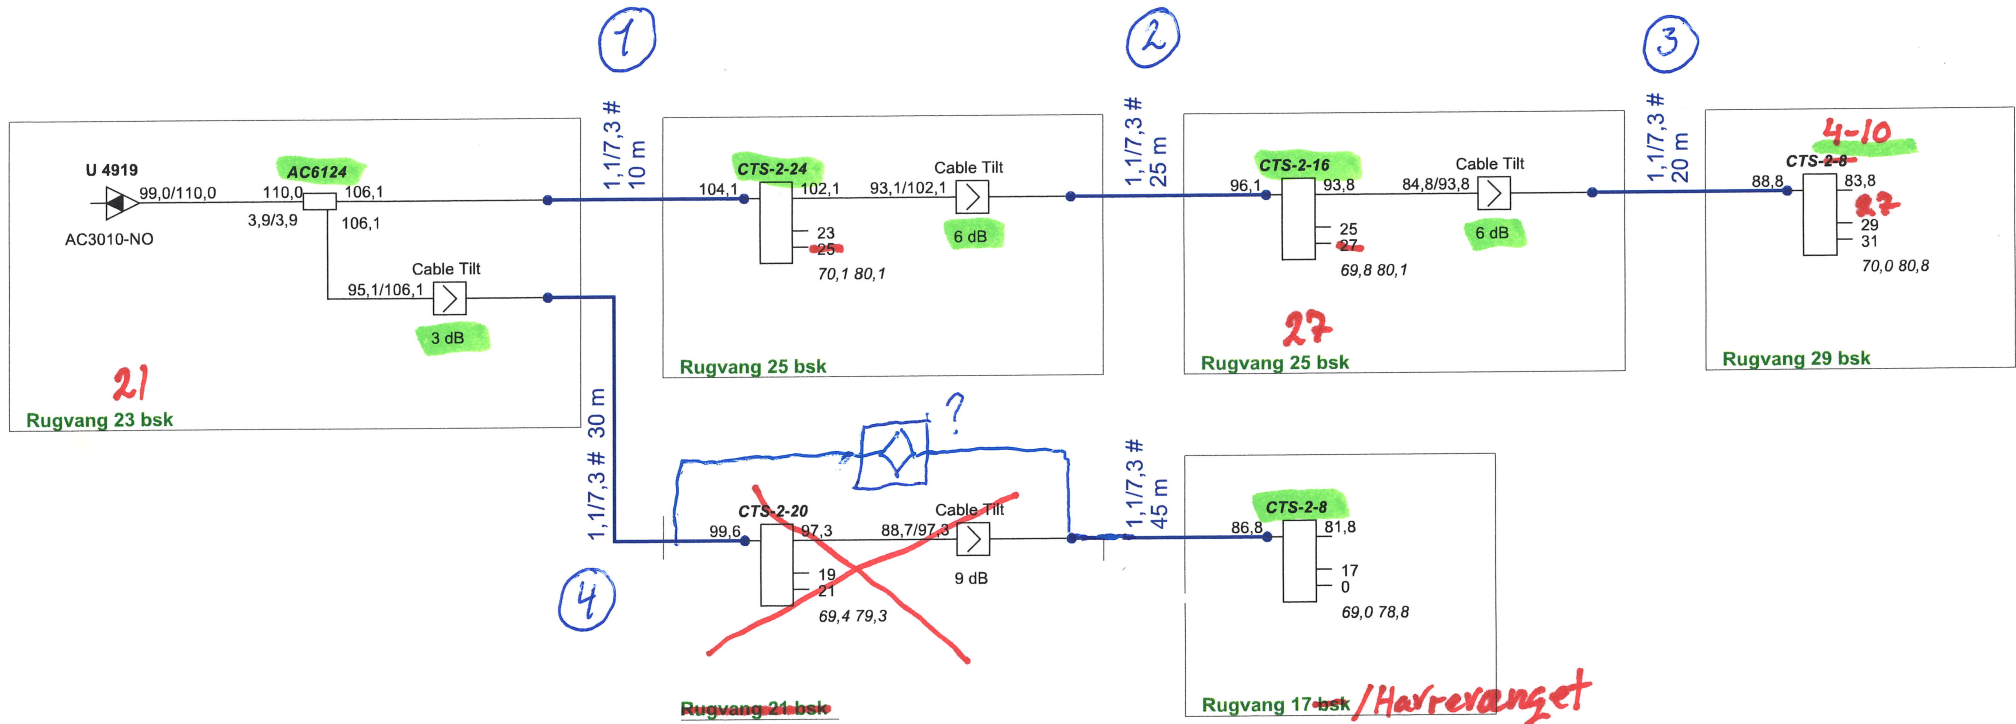 1
2
3
1,1/7,3 #
10 m
1,1/7,3 #
25 m
1,1/7,3 #
20 m
U 4919
99,0/110,0
AC3010-NO
AC6124
110,0
106,1
3,9/3,9
106,1
Cable Tilt
95,1/106,1
3 dB
21
Rugvang 23 bsk
CTS-2-24
104,1
102,1
93,1/102,1
Cable Tilt
6 dB
23
25
70,1 80,1
Rugvang 25 bsk
CTS-2-16
96,1
93,8
84,8/93,8
Cable Tilt
6 dB
25
27
69,8 80,1
27
Rugvang 25 bsk
4-10
CTS-2-8
88,8
83,8
27
29
31
70,0 80,8
Rugvang 29 bsk
1,1/7,3 # 30 m
4
?
CTS-2-20
99,6
97,3
88,7/97,3
Cable Tilt
9 dB
19
21
69,4 79,3
Rugvang 21 bsk
1,1/7,3 #
45 m
CTS-2-8
86,8
81,8
17
0
69,0 78,8
Rugvang 17 bsk /Havrevanget